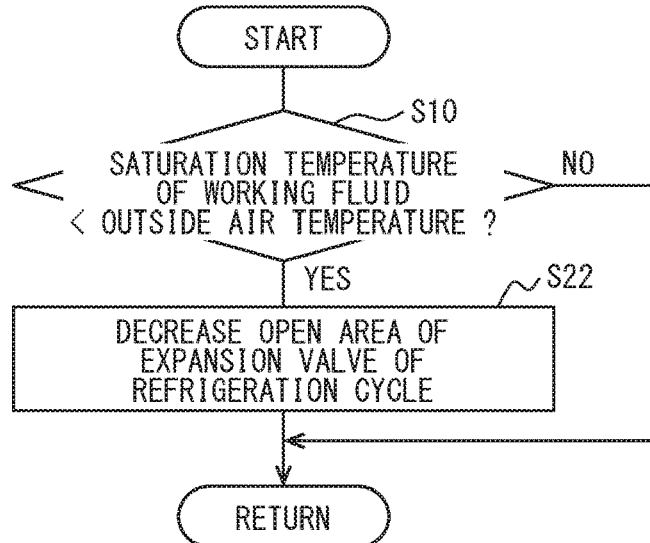 START
S10
SATURATION TEMPERATURE
OF WORKING FLUID
< OUTSIDE AIR TEMPERATURE ?
NO
YES
S22
DECREASE OPEN AREA OF
EXPANSION VALVE OF
REFRIGERATION CYCLE
RETURN